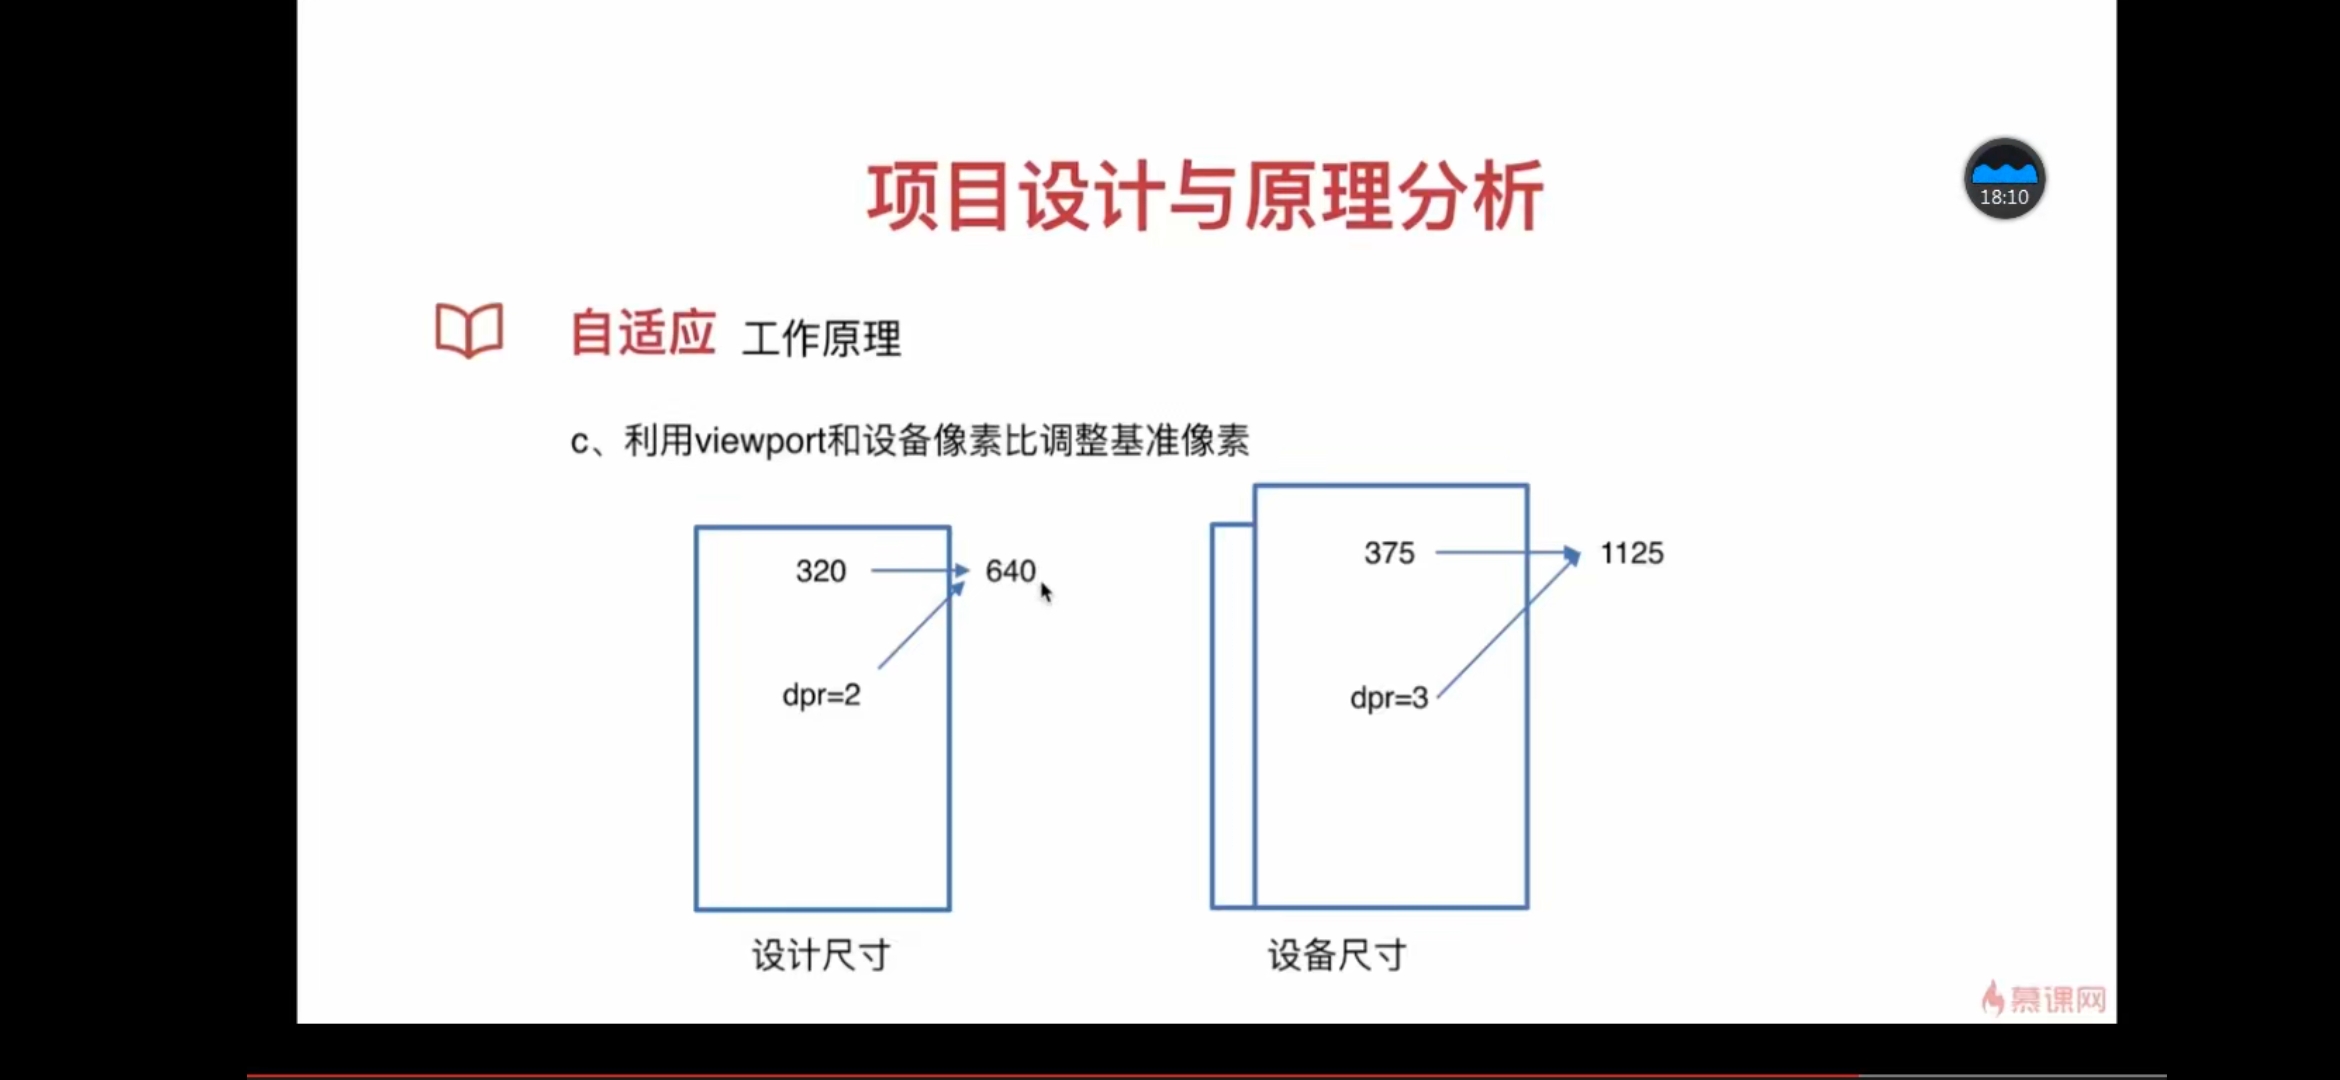 项目设计与原理分析
18:10
自适应 工作原理
c、利用viewport和设备像素比调整基准像素
320 640
dpr=2
设计尺寸
375 1125
dpr=3
设备尺寸
慕课网